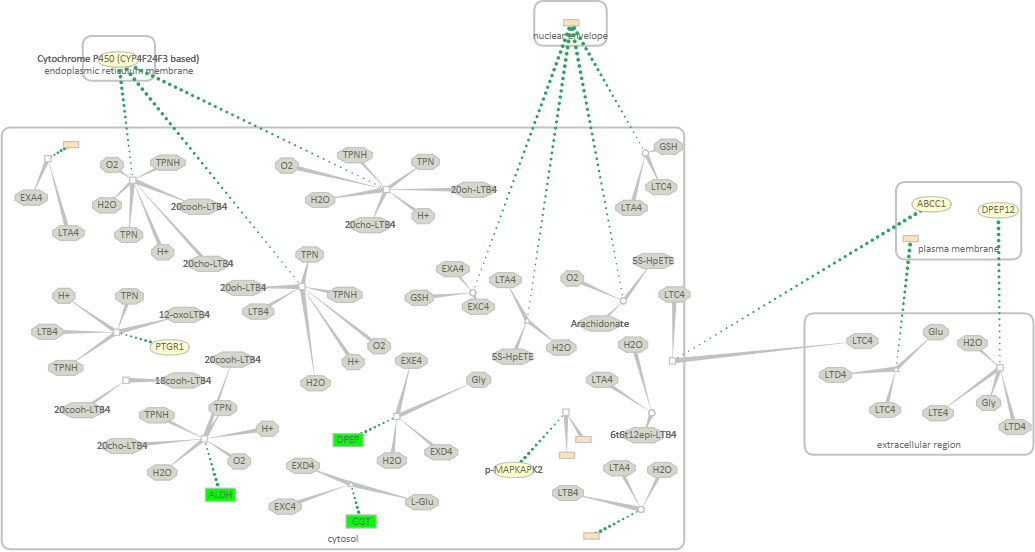 nuclear envelope
Cytochrome P450 (CYP4F24F3 based)
endoplasmic reticulum membrane
O2
TPNH
EXA4
H2O
20cooh-LTB4
LTA4
TPN
H+
20cho-LTB4
O2
TPNH
TPN
H2O
20oh-LTB4
20cho-LTB4
H+
GSH
LTC4
LTA4
ABCC1
DPEP12
plasma membrane
TPN
20oh-LTB4
TPNH
LTB4
O2
H+
H2O
EXA4
GSH
EXC4
LTA4
5S-HpETE
H2O
5S-HpETE
O2
Arachidonate
LTC4
H+
TPN
12-oxoLTB4
LTB4
PTGR1
TPNH
20cooh-LTB4
18cooh-LTB4
20cooh-LTB4
TPNH
TPN
20cho-LTB4
H+
H2O
O2
ALDH
EXE4
Gly
DPEP
H2O
EXD4
EXD4
EXC4
L-Glu
GGT
H2O
LTA4
6t6t12epi-LTB4
p-MAPKAPK2
LTA4
H2O
LTB4
cytosol
LTC4
Glu
LTD4
LTC4
H2O
LTE4
Gly
LTD4
extracellular region